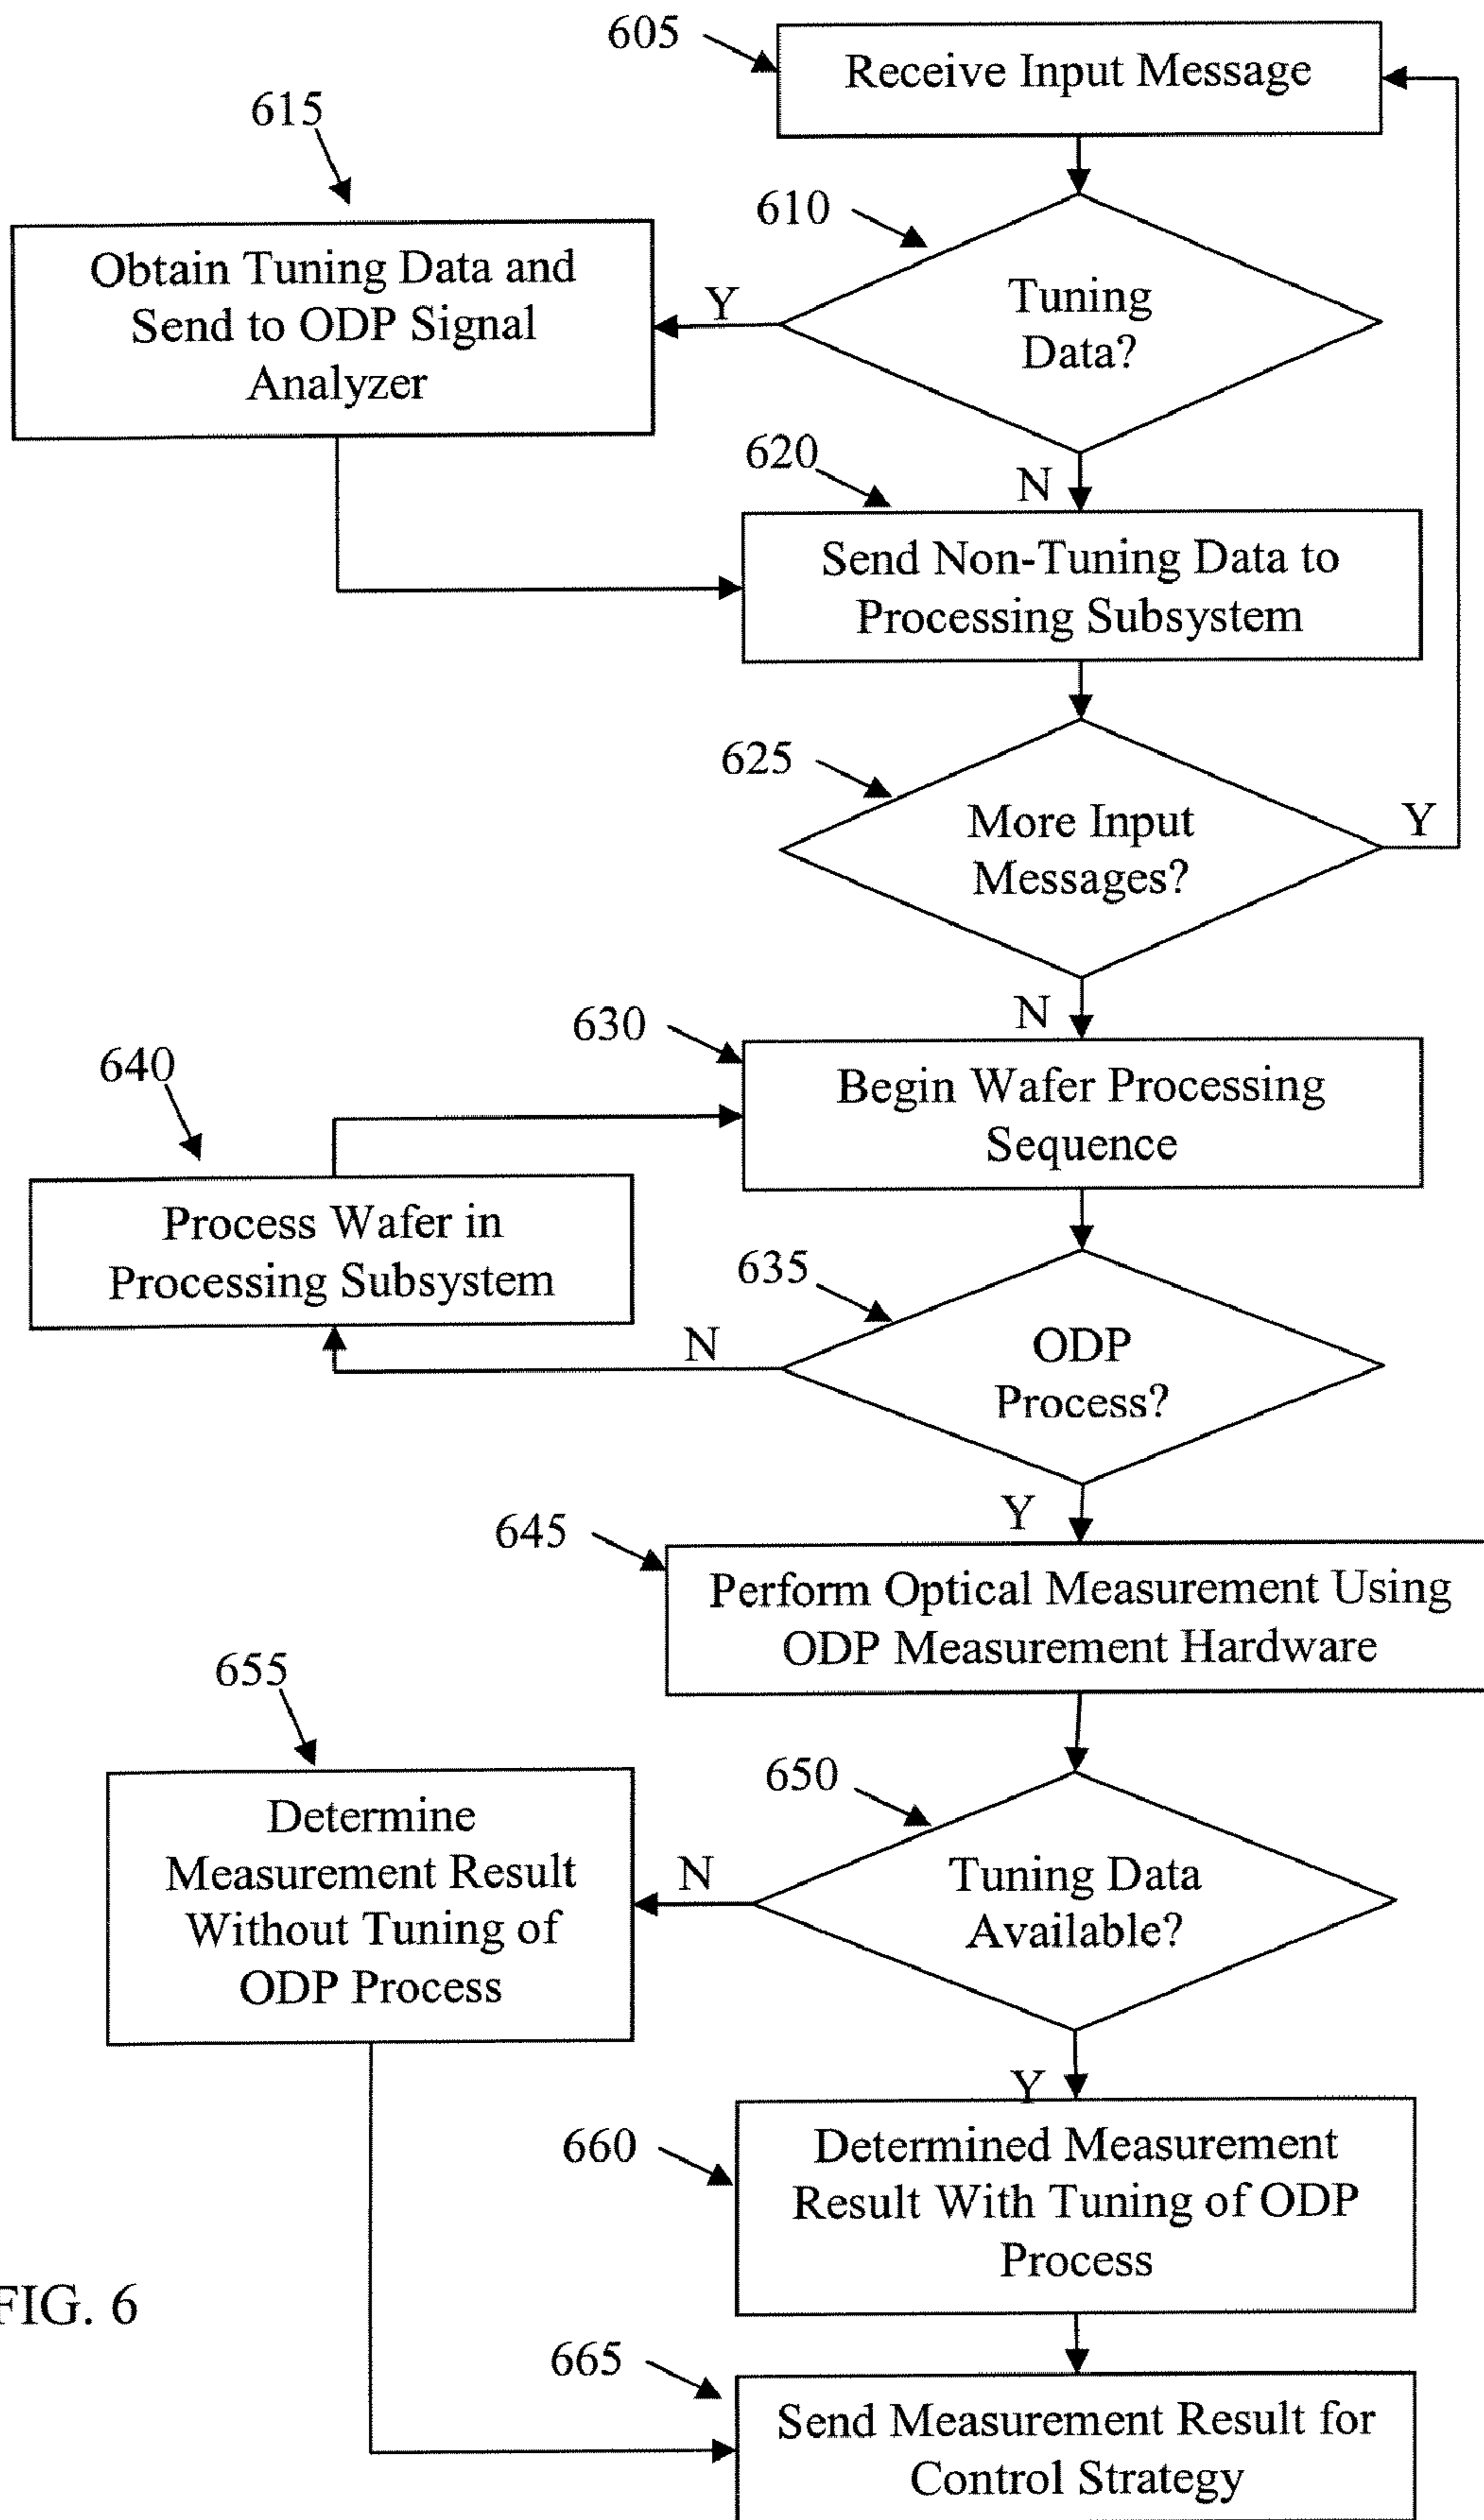 605
Receive Input Message
615
610
Obtain Tuning Data and
Send to ODP Signal
Analyzer
Y
Tuning
Data?
620
N
Send Non-Tuning Data to
Processing Subsystem
625
More Input
Messages?
Y
N
630
640
Begin Wafer Processing
Sequence
Process Wafer in
Processing Subsystem
635
N
ODP
Process?
Y
645
Perform Optical Measurement Using
ODP Measurement Hardware
655
650
Determine
Measurement Result
Without Tuning of
ODP Process
N
Tuning Data
Available?
Y
660
Determined Measurement
Result With Tuning of ODP
Process
FIG. 6
665
Send Measurement Result for
Control Strategy